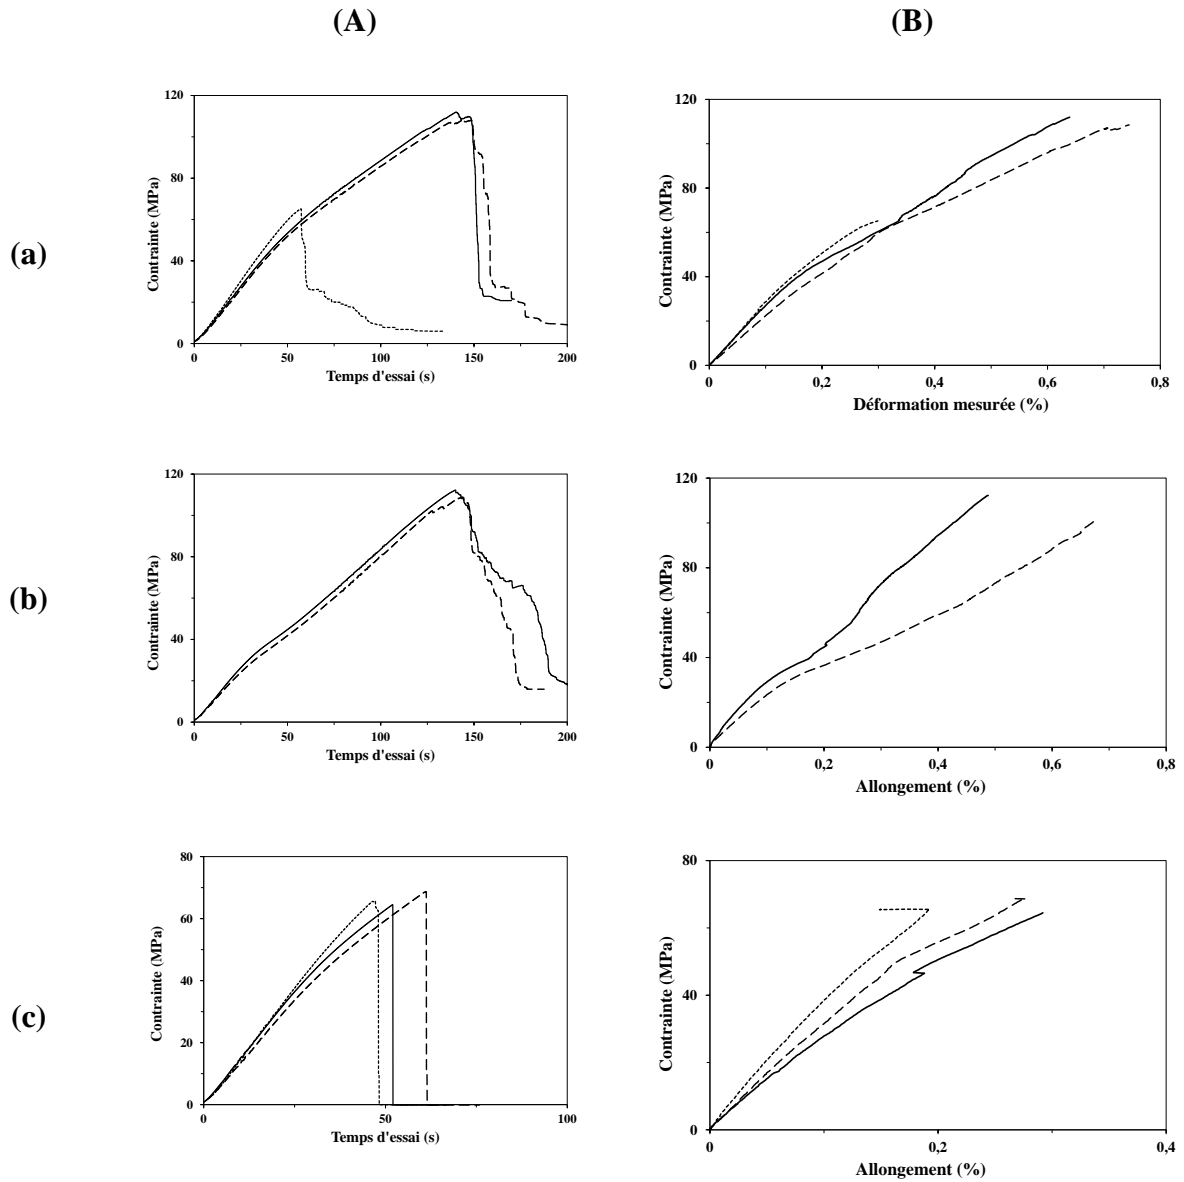 (A) (B)
(a)
Contrainte (MPa)
120
80
40
0
0 50 100 150 200
Temps d'essai (s)
Contrainte (MPa)
120
80
40
0
0 0,2 0,4 0,6 0,8
Déformation mesurée (%)
(b)
Contrainte (MPa)
120
80
40
0
0 50 100 150 200
Temps d'essai (s)
Contrainte (MPa)
120
80
40
0
0 0,2 0,4 0,6 0,8
Allongement (%)
(c)
Contrainte (MPa)
80
60
40
20
0
0 50 100
Temps d'essai (s)
Contrainte (MPa)
80
40
0
0 0,2 0,4
Allongement (%)